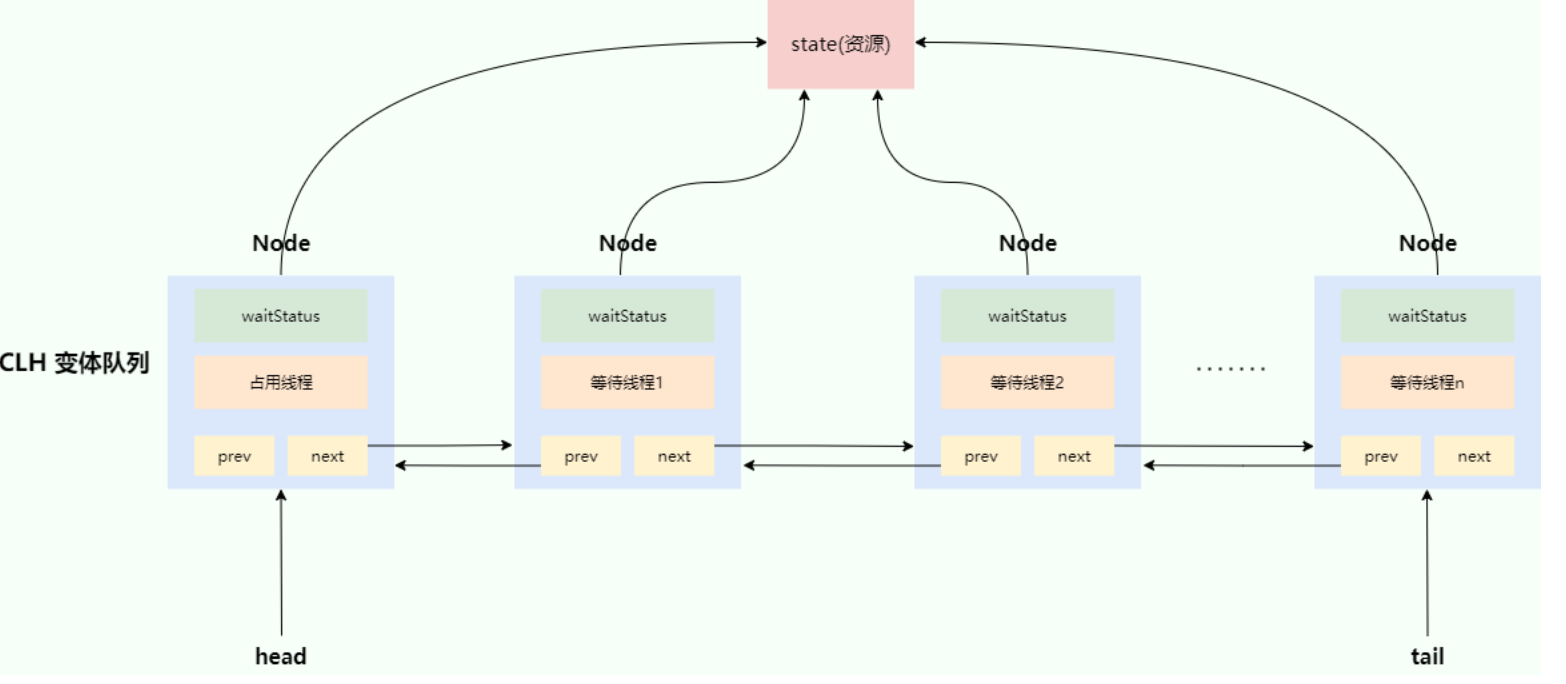 state(资源)
Node
Node
Node
Node
CLH 变体队列
waitStatus
占用线程
prev
next
waitStatus
等待线程1
prev
next
waitStatus
等待线程2
prev
next
.......
waitStatus
等待线程n
prev
next
head
tail